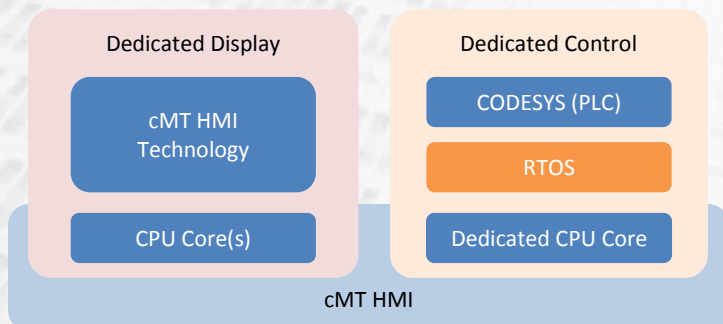 Dedicated Display
cMT HMI
Technology
CPU Core(s)
Dedicated Control
CODESYS (PLC)
RTOS
Dedicated CPU Core
cMT HMI